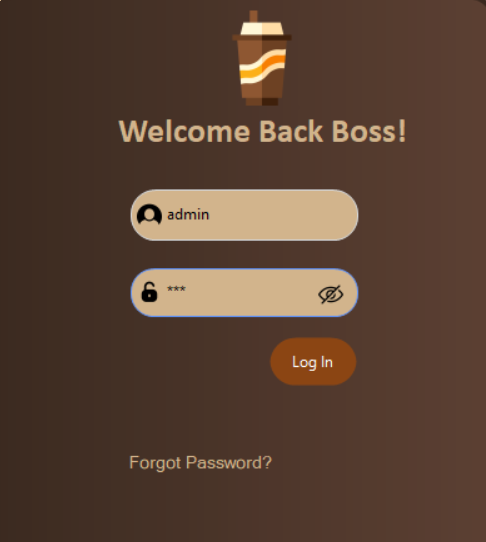 Welcome Back Boss!
admin
***
Log In
Forgot Password?